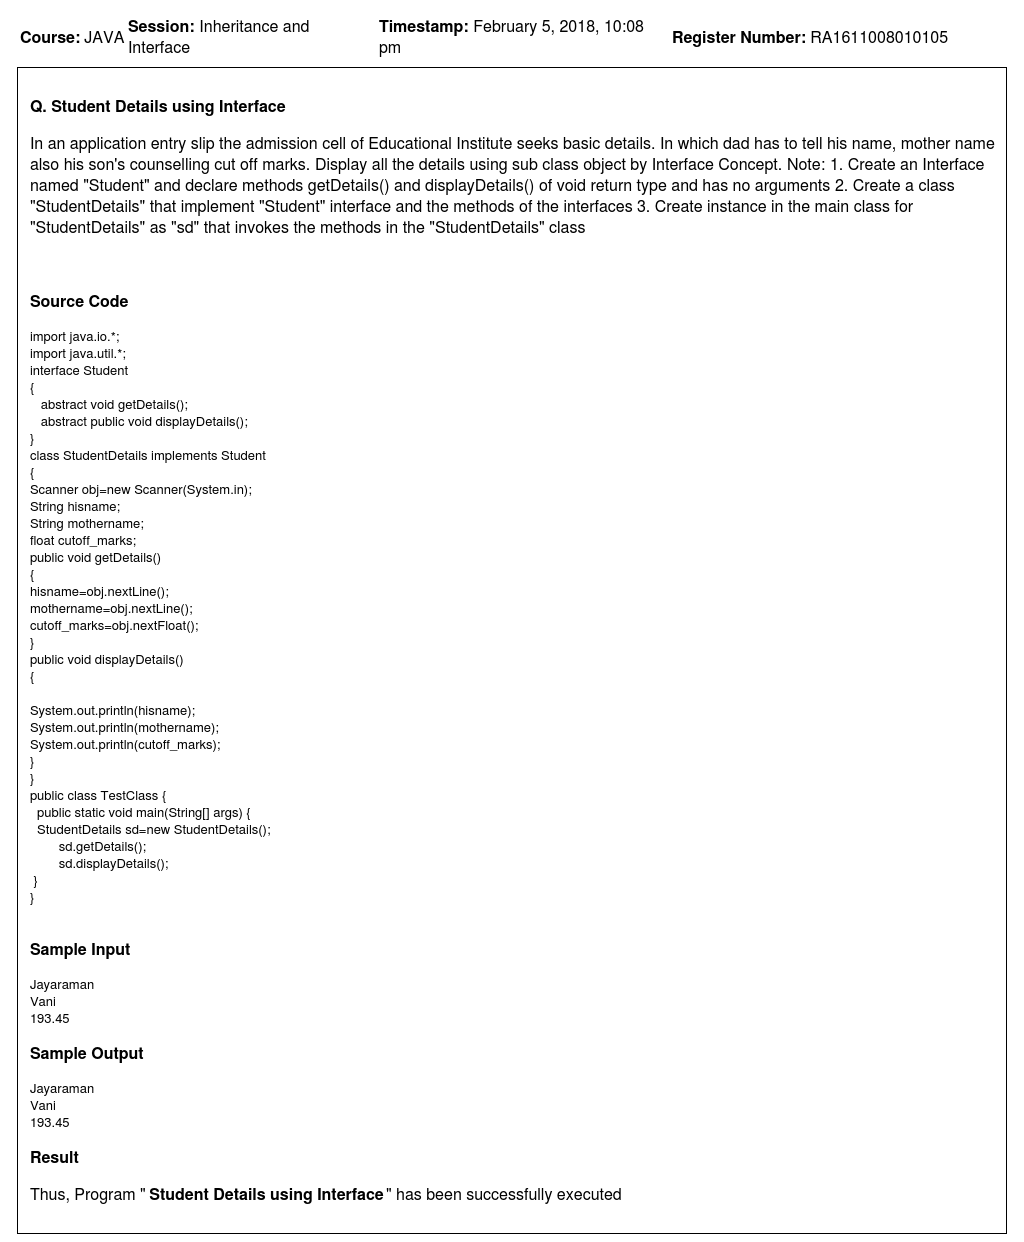 Course: JAVA Session: Inheritance and Interface Timestamp: February 5, 2018, 10:08 pm Register Number: RA1611008010105
Q. Student Details using Interface
In an application entry slip the admission cell of Educational Institute seeks basic details. In which dad has to tell his name, mother name
also his son's counselling cut off marks. Display all the details using sub class object by Interface Concept. Note: 1. Create an Interface
named "Student" and declare methods getDetails() and displayDetails() of void return type and has no arguments 2. Create a class
"StudentDetails" that implement "Student" interface and the methods of the interfaces 3. Create instance in the main class for
"StudentDetails" as "sd" that invokes the methods in the "StudentDetails" class
Source Code
import java.io.*;
import java.util.*;
interface Student
{
abstract void getDetails();
abstract public void displayDetails();
}
class StudentDetails implements Student
{
Scanner obj=new Scanner(System.in);
String hisname;
String mothername;
float cutoff_marks;
public void getDetails()
{
hisname=obj.nextLine();
mothername=obj.nextLine();
cutoff_marks=obj.nextFloat();
}
public void displayDetails()
{
System.out.println(hisname);
System.out.println(mothername);
System.out.println(cutoff_marks);
}
}
public class TestClass {
public static void main(String[] args) {
StudentDetails sd=new StudentDetails();
sd.getDetails();
sd.displayDetails();
}
}
Sample Input
Jayaraman
Vani
193.45
Sample Output
Jayaraman
Vani
193.45
Result
Thus, Program " Student Details using Interface " has been successfully executed